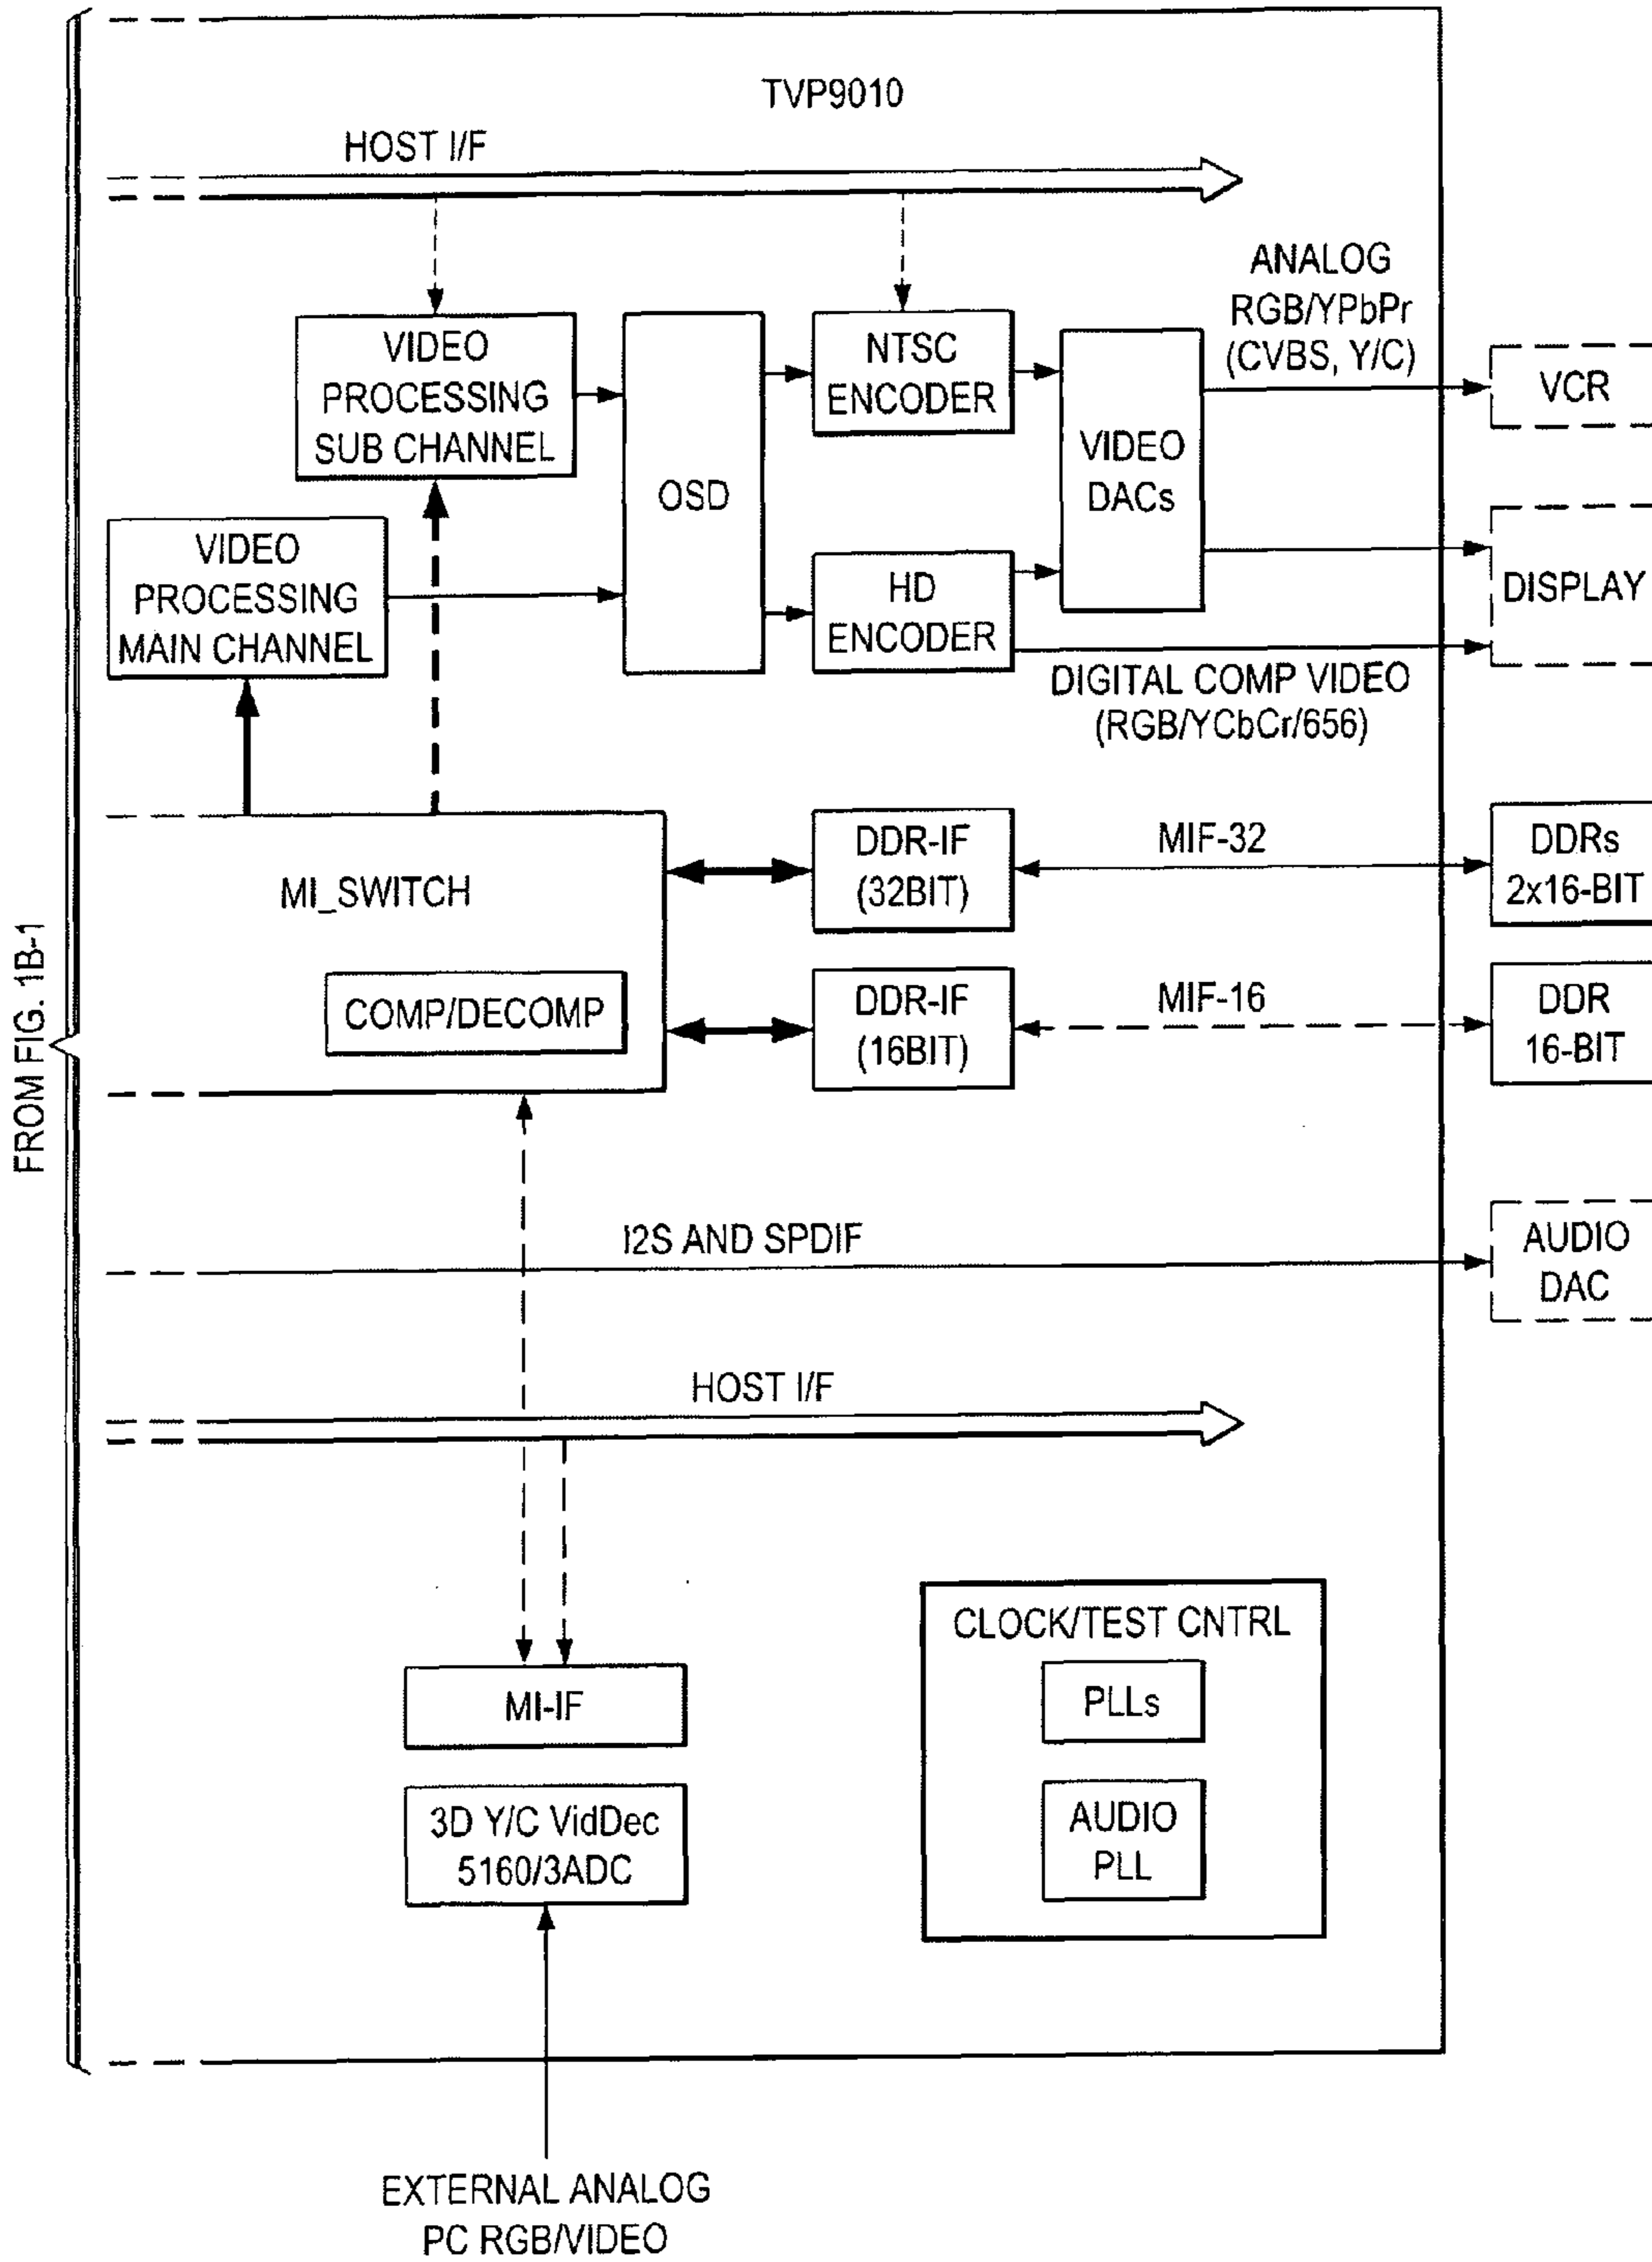 TVP9010
HOST I/F
ANALOG
RGB/YPbPr
(CVBS, Y/C)
VIDEO
PROCESSING
SUB CHANNEL
OSD
NTSC
ENCODER
VIDEO
DACs
VCR
VIDEO
PROCESSING
MAIN CHANNEL
HD
ENCODER
DISPLAY
DIGITAL COMP VIDEO
(RGB/YCbCr/656)
MI_SWITCH
COMP/DECOMP
DDR-IF
(32BIT)
MIF-32
DDRs
2x16-BIT
DDR-IF
(16BIT)
MIF-16
DDR
16-BIT
FROM FIG. 1B-1
I2S AND SPDIF
AUDIO
DAC
HOST I/F
MI-IF
3D Y/C VidDec
5160/3ADC
CLOCK/TEST CNTRL
PLLs
AUDIO
PLL
EXTERNAL ANALOG
PC RGB/VIDEO